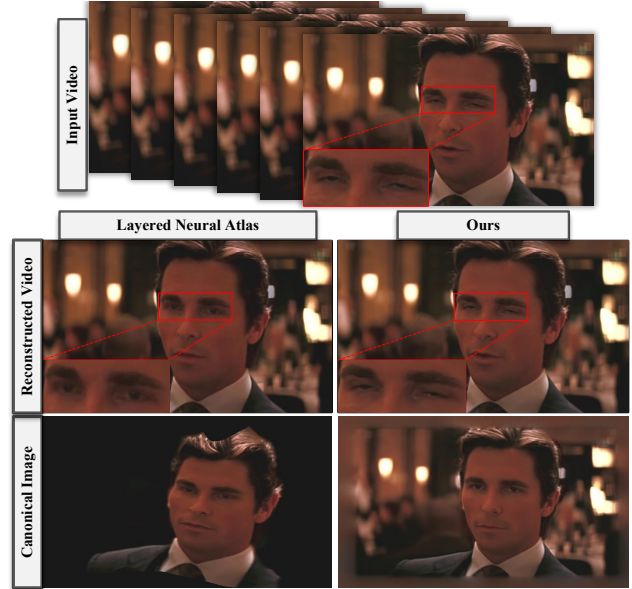 Input Video
Layered Neural Atlas
Ours
Reconstructed Video
Canonical Image